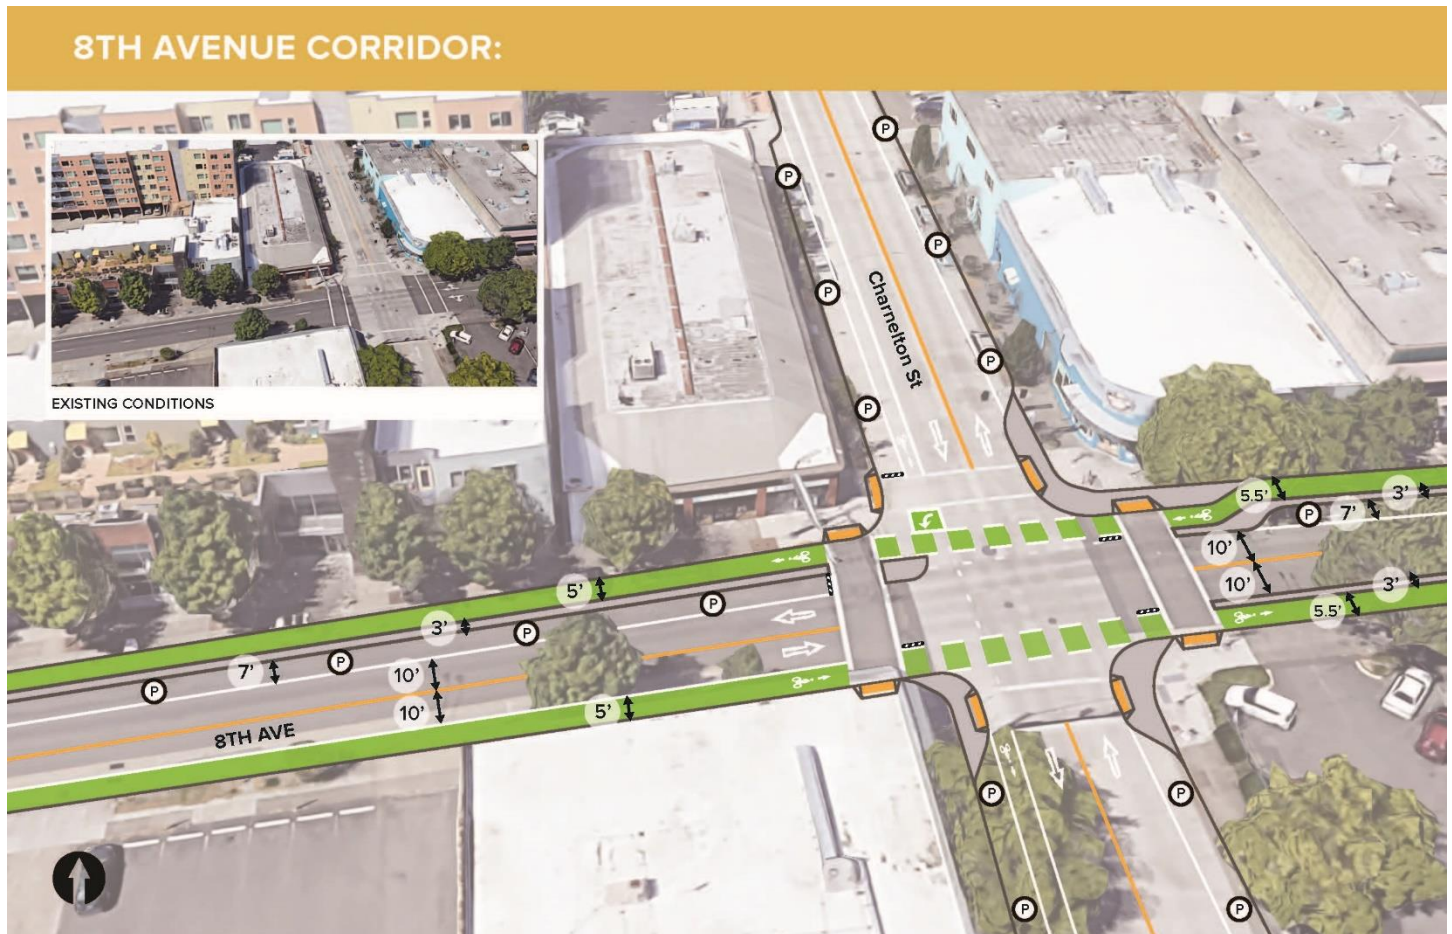 8TH AVENUE CORRIDOR:
EXISTING CONDITIONS
P
P
P
P
P
P
P
Charnelton St
5.5'
3'
7'
P
10'
10'
3'
5.5'
5'
P
3'
P
7'
P
10'
P
10'
5'
8TH AVE
P
P
P
P